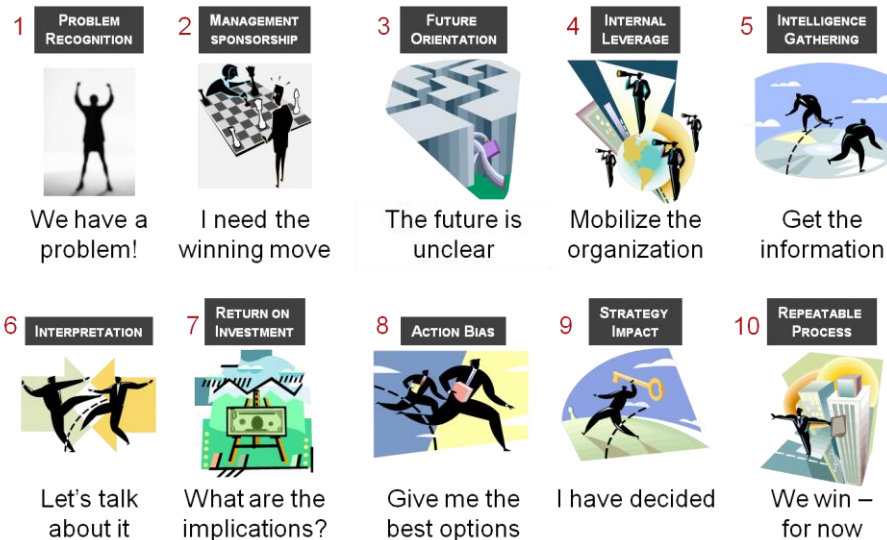 1 PROBLEM
RECOGNITION
We have a
problem!
2 MANAGEMENT
SPONSORSHIP
I need the
winning move
3 FUTURE
ORIENTATION
The future is
unclear
4 INTERNAL
LEVERAGE
Mobilize the
organization
5 INTELLIGENCE
GATHERING
Get the
information
6 INTERPRETATION
Let's talk
about it
7 RETURN ON
INVESTMENT
What are the
implications?
8 ACTION BIAS
Give me the
best options
9 STRATEGY
IMPACT
I have decided
10 REPEATABLE
PROCESS
We win –
for now